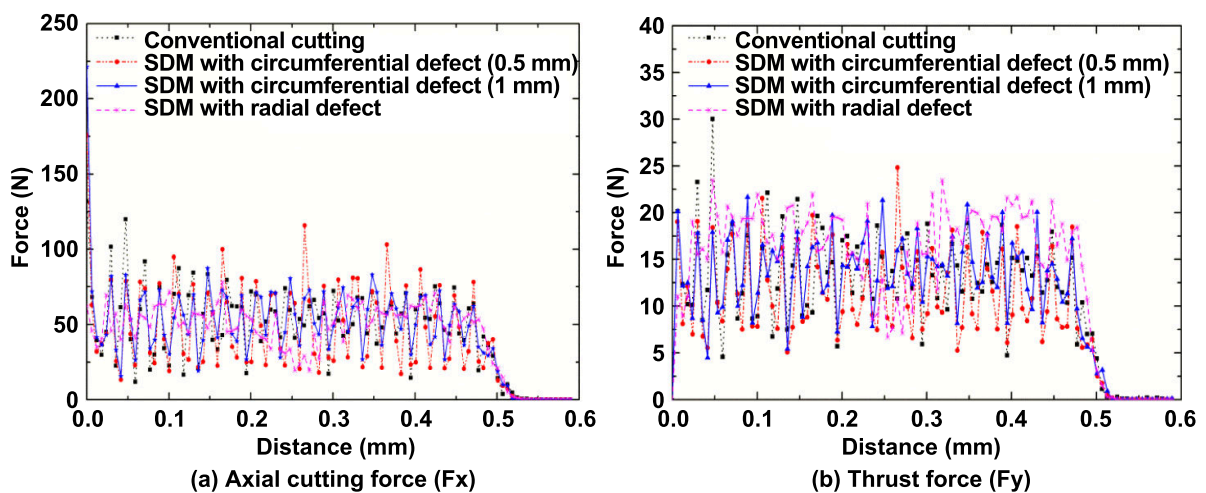 250
200
150
100
50
0
Force (N)
Conventional cutting
SDM with circumferential defect (0.5 mm)
SDM with circumferential defect (1 mm)
SDM with radial defect
0.0 0.1 0.2 0.3 0.4 0.5 0.6
Distance (mm)
(a) Axial cutting force (Fx)
40
35
30
25
20
15
10
5
0
Force (N)
Conventional cutting
SDM with circumferential defect (0.5 mm)
SDM with circumferential defect (1 mm)
SDM with radial defect
0.0 0.1 0.2 0.3 0.4 0.5 0.6
Distance (mm)
(b) Thrust force (Fy)